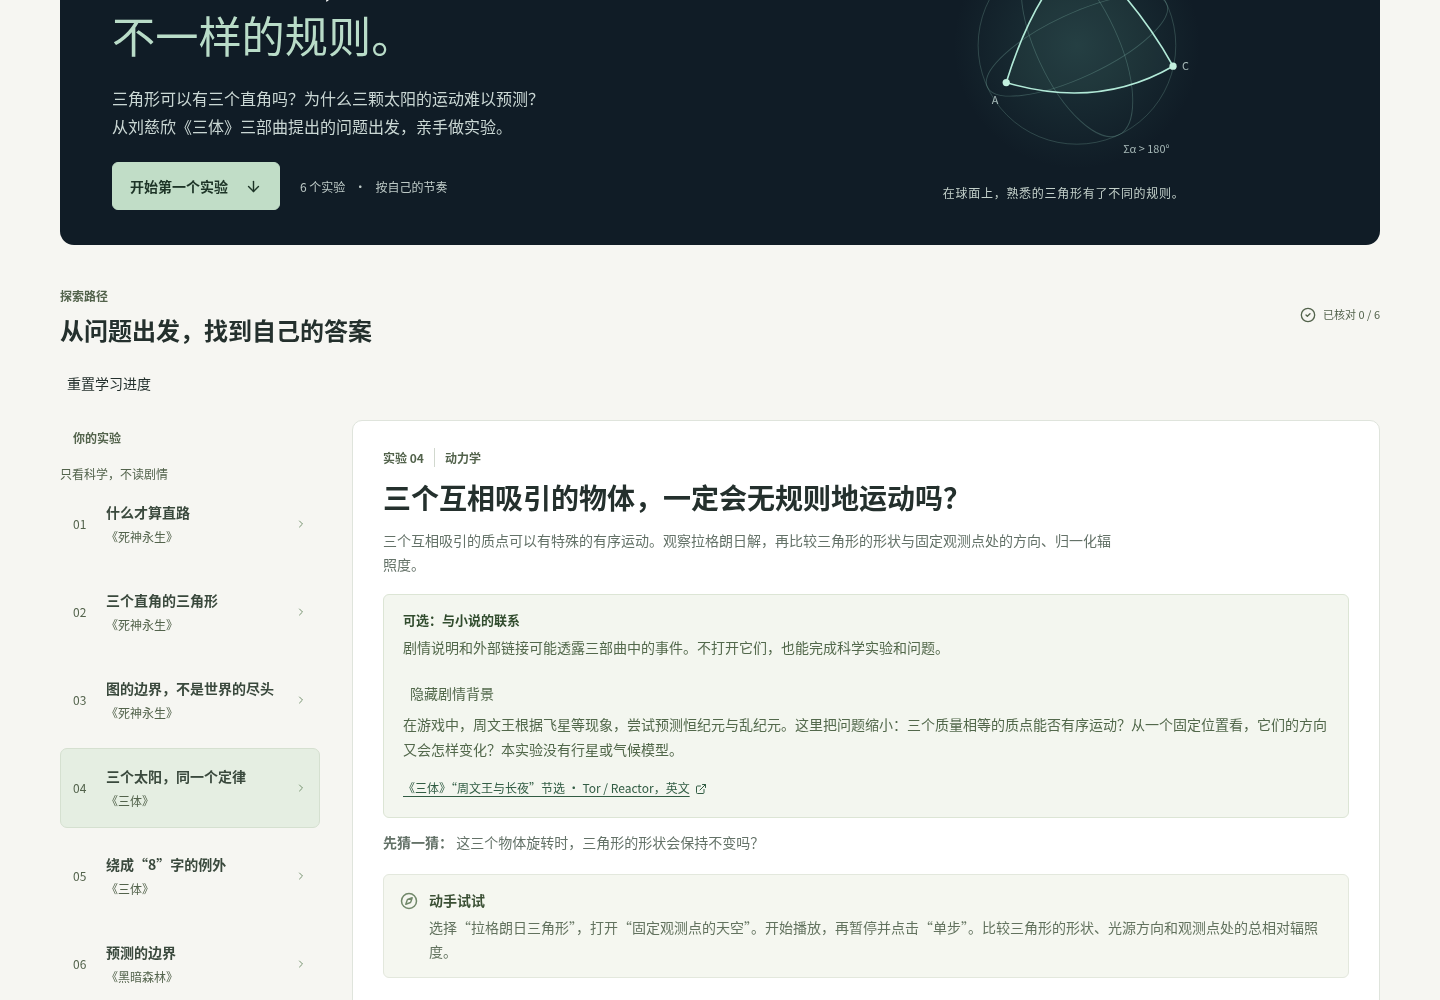 不一样的规则。
三角形可以有三个直角吗？为什么三颗太阳的运动难以预测？
从刘慈欣《三体》三部曲提出的问题出发，亲手做实验。
开始第一个实验
6 个实验 · 按自己的节奏
A
C
Σα > 180°
在球面上，熟悉的三角形有了不同的规则。
探索路径
从问题出发，找到自己的答案
已核对 0 / 6
重置学习进度
你的实验
只看科学，不读剧情
01
什么才算直路
《死神永生》
02
三个直角的三角形
《死神永生》
03
图的边界，不是世界的尽头
《死神永生》
04
三个太阳，同一个定律
《三体》
05
绕成“8”字的例外
《三体》
06
预测的边界
《黑暗森林》
实验 04
动力学
三个互相吸引的物体，一定会无规则地运动吗？
三个互相吸引的质点可以有特殊的有序运动。观察拉格朗日解，再比较三角形的形状与固定观测点处的方向、归一化辐
照度。
可选：与小说的联系
剧情说明和外部链接可能透露三部曲中的事件。不打开它们，也能完成科学实验和问题。
隐藏剧情背景
在游戏中，周文王根据飞星等现象，尝试预测恒纪元与乱纪元。这里把问题缩小：三个质量相等的质点能否有序运动？从一个固定位置看，它们的方向
又会怎样变化？本实验没有行星或气候模型。
《三体》“周文王与长夜”节选 · Tor / Reactor，英文
先猜一猜： 这三个物体旋转时，三角形的形状会保持不变吗？
动手试试
选择“拉格朗日三角形”，打开“固定观测点的天空”。开始播放，再暂停并点击“单步”。比较三角形的形状、光源方向和观测点处的总相对辐照
度。